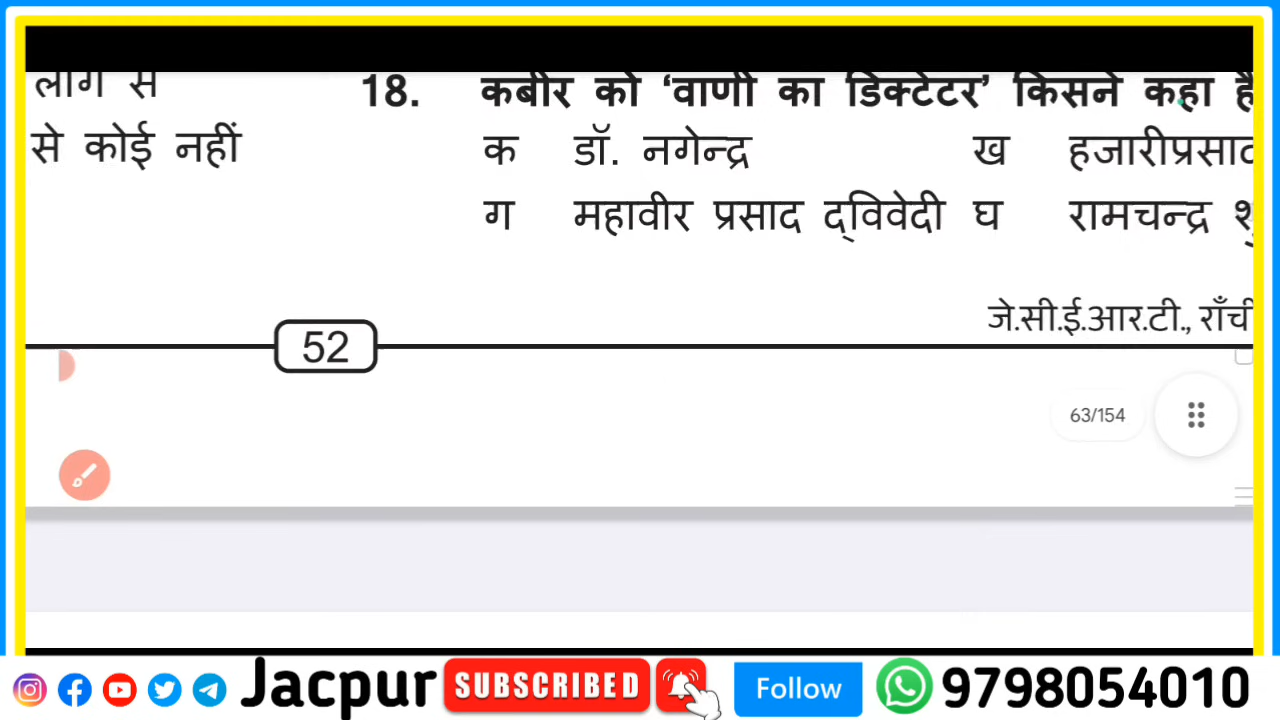 लोग से
18. कबीर को ‘वाणी का डिक्टेटर’ किसने कहा है
से कोई नहीं
क डॉ. नगेन्द्र ख हजारीप्रसाद
ग महावीर प्रसाद द्विवेदी घ रामचन्द्र
जे.सी.ई.आर.टी., राँची
52
63/154
Jacpur SUBSCRIBED Follow 9798054010